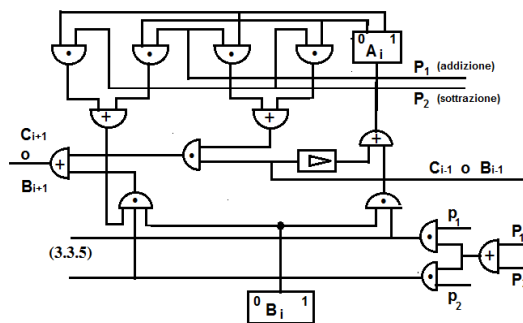 0 1
A i
P1 (addizione)
P2 (sottrazione)
+ +
Ci+1
o
Bi+1
+
+
Ci-1 o Bi-1
(3.3.5)
p1
P1
+
P
p2
0 1
B i